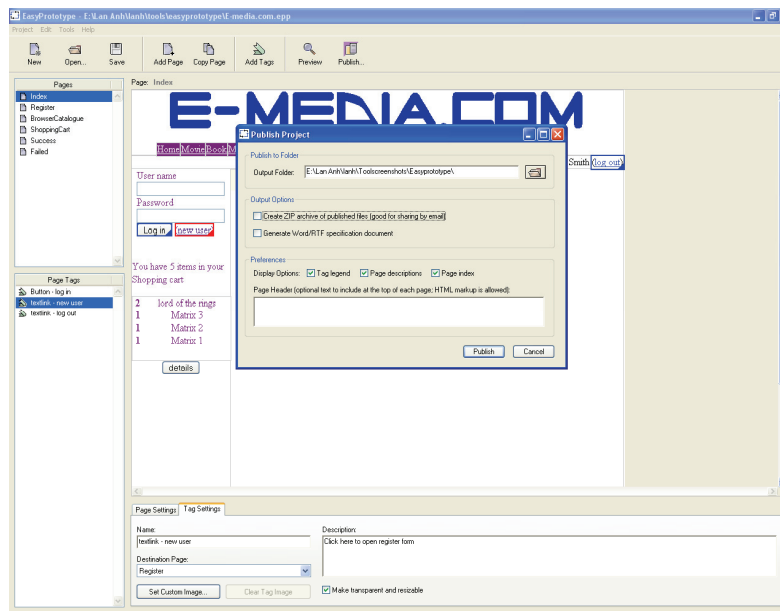 EasyPrototype - E:\Lan Anh\lanh\tools\easyprototype\E-media.com.epp
Project Edit Tools Help
New Open... Save Add Page Copy Page Add Tags Preview Publish...
Pages
Index
Register
BrowserCatalogue
ShoppingCart
Success
Failed
Page Tags
Button - log in
textlink - new user
textink - log out
Page: Index
E-MEDIA.COM
Home Movie Book M
Smith (log out)
User name
Password
Log in new user
You have 5 items in your
Shopping cart
2 lord of the rings
1 Matrix 3
1 Matrix 2
1 Matrix 1
details
Publish Project
Publish to Folder
Output Folder: E:\Lan Anh\lanh\Toolscreenshots\Easyprototype\
Output Options
Create ZIP archive of published files (good for sharing by email)
Generate Word/RTF specification document
Preferences
Display Options: Tag legend Page descriptions Page index
Page Header (optional text to include at the top of each page; HTML markup is allowed):
Publish Cancel
Page Settings Tag Settings
Name:
textlink - new user
Destination Page:
Register
Set Custom Image... Clear Tag Image
Description:
Click here to open register form
Make transparent and resizable